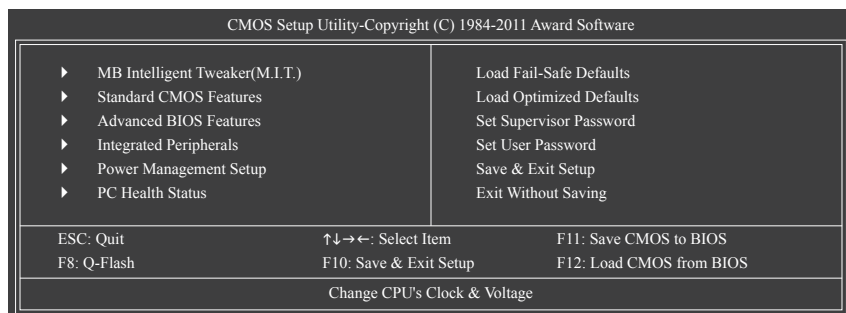 CMOS Setup Utility-Copyright (C) 1984-2011 Award Software
MB Intelligent Tweaker(M.I.T.)
Standard CMOS Features
Advanced BIOS Features
Integrated Peripherals
Power Management Setup
PC Health Status
Load Fail-Safe Defaults
Load Optimized Defaults
Set Supervisor Password
Set User Password
Save & Exit Setup
Exit Without Saving
ESC: Quit ↑↓→←: Select Item F11: Save CMOS to BIOS
F8: Q-Flash F10: Save & Exit Setup F12: Load CMOS from BIOS
Change CPU's Clock & Voltage